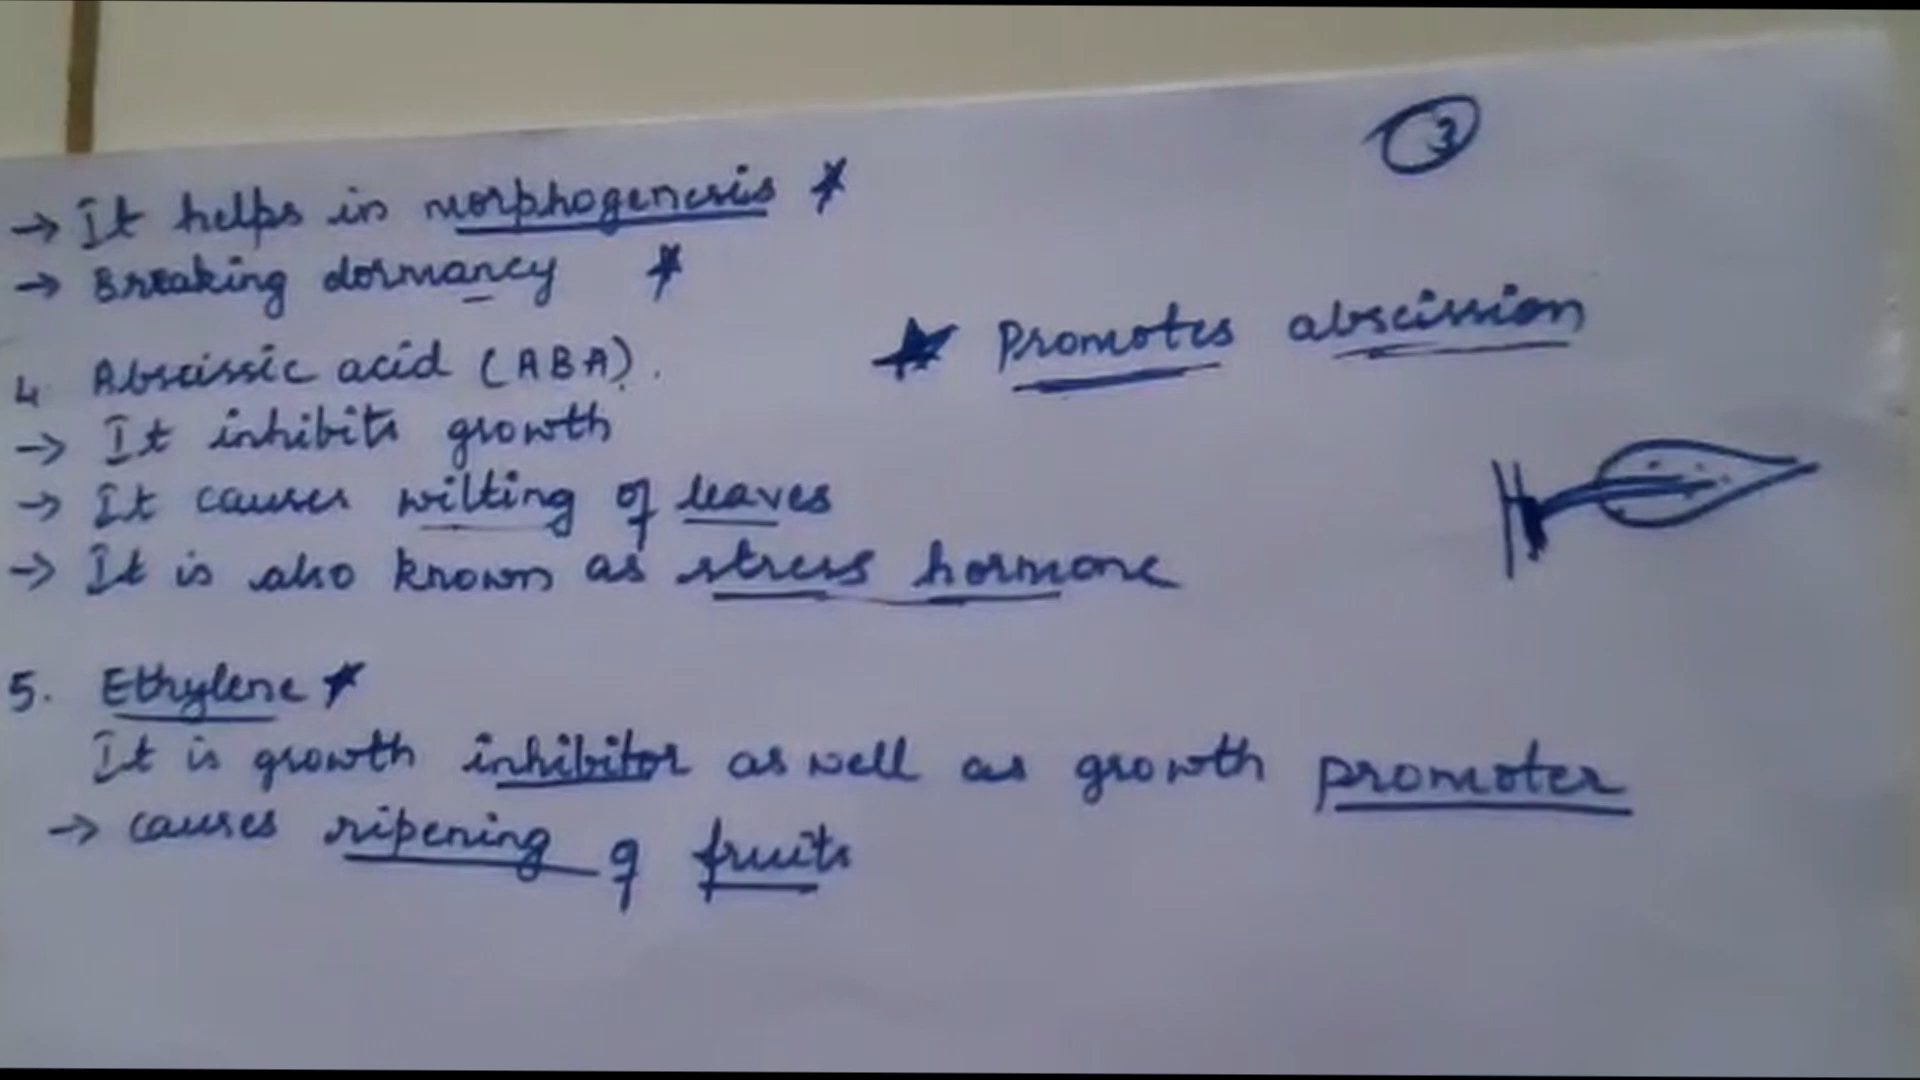 3
→ It helps in morphogenesis ★
→ Breaking dormancy ★
4 Abscissic acid (ABA).
★ Promotes abscission
→ It inhibits growth
→ It causes wilting of leaves
→ It is also known as stress hormone
5. Ethylene ★
It is growth inhibitor as well as growth promoter
→ causes ripening of fruits